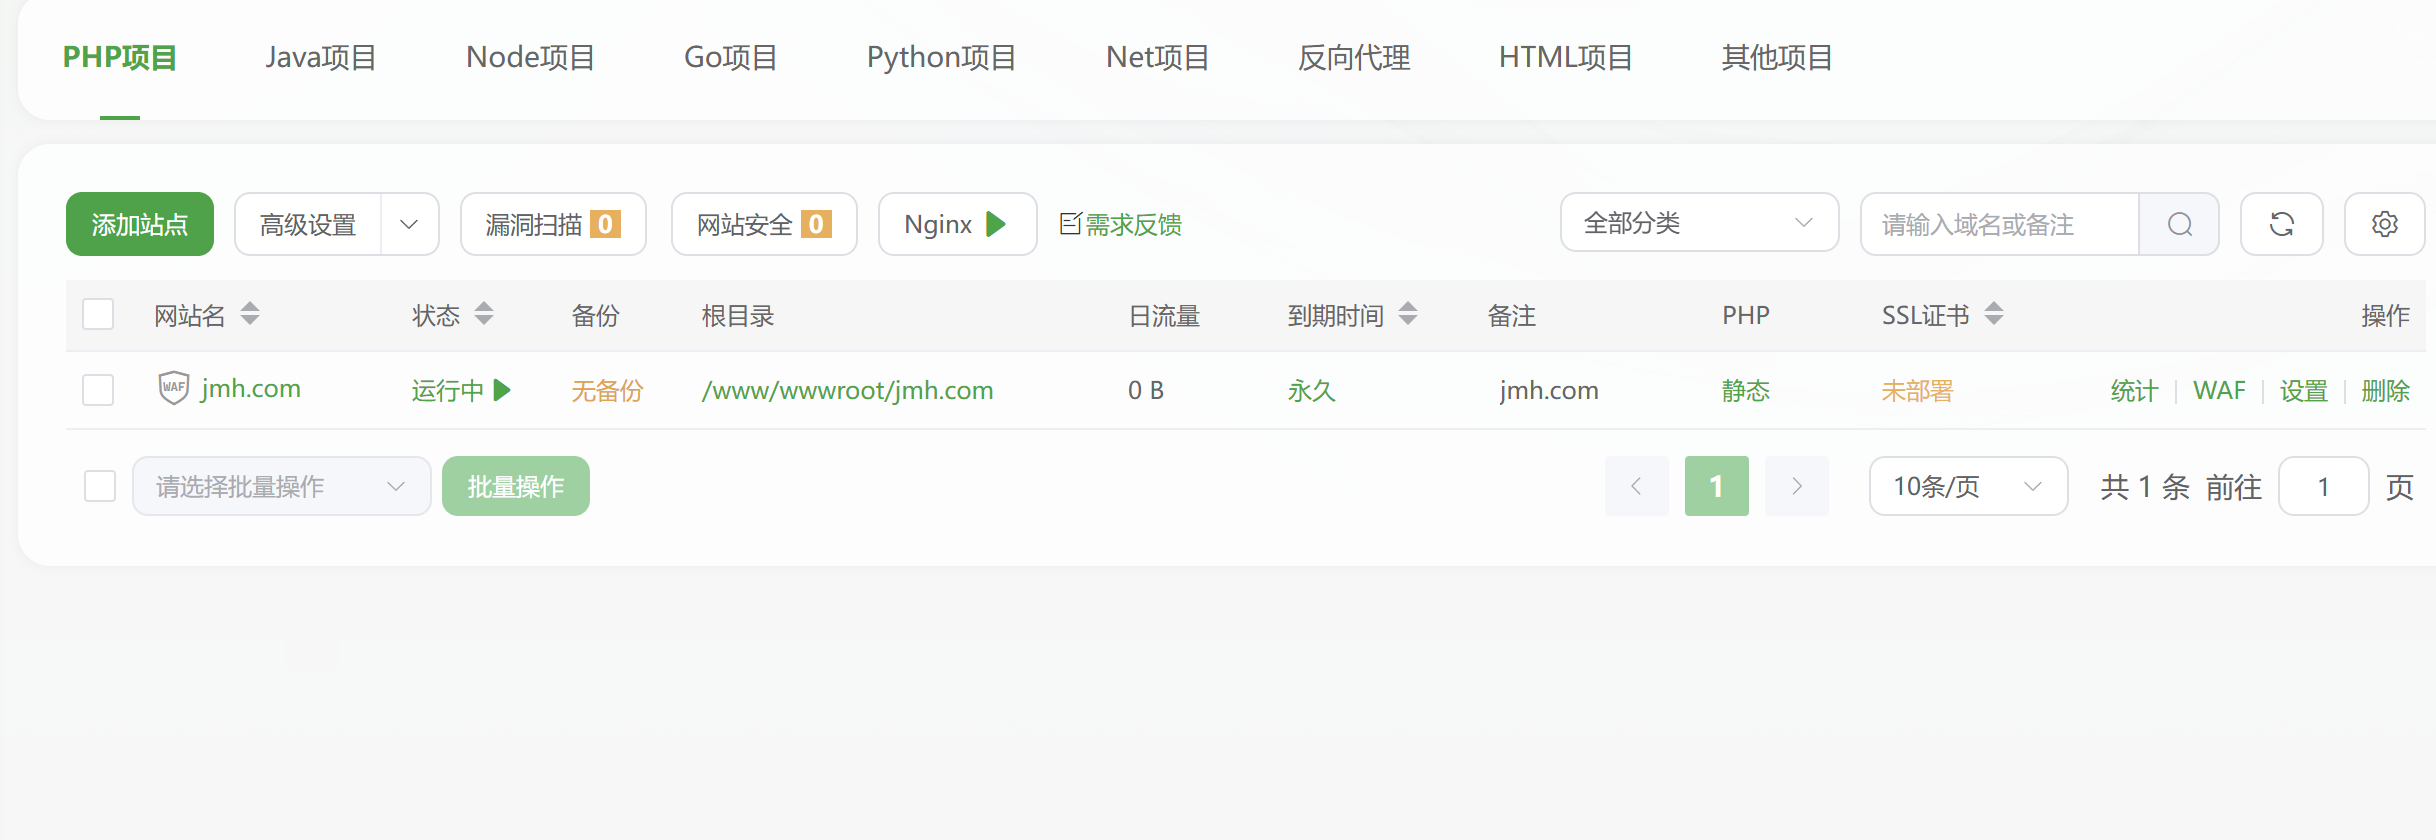 PHP项目 Java项目 Node项目 Go项目 Python项目 Net项目 反向代理 HTML项目 其他项目
添加站点 高级设置 漏洞扫描 0 网站安全 0 Nginx 需求反馈 全部分类 请输入域名或备注
网站名 状态 备份 根目录 日流量 到期时间 备注 PHP SSL证书 操作
WAF jmh.com 运行中 无备份 /www/wwwroot/jmh.com 0 B 永久 jmh.com 静态 未部署 统计 | WAF | 设置 | 删除
请选择批量操作 批量操作 1 10条/页 共 1 条 前往 1 页